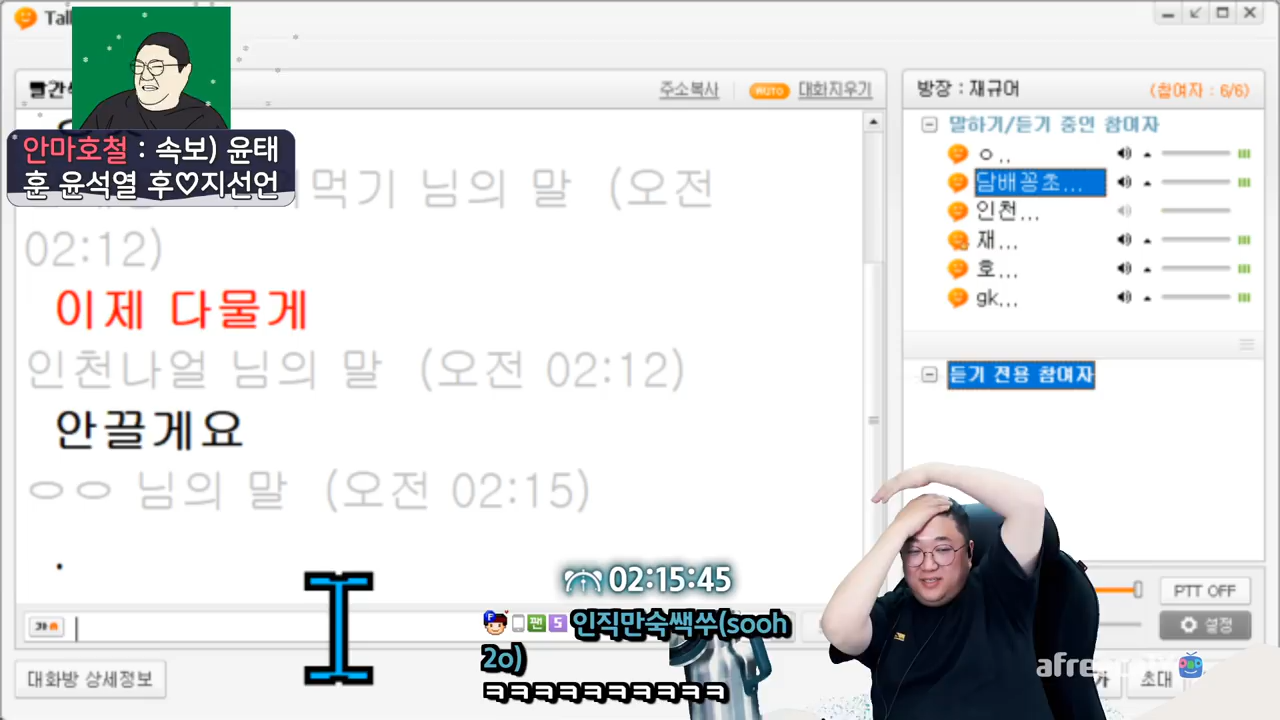 주소복사
AUTO
대화지우기
안마호철 : 속보) 윤태
훈 윤석열 후♡지선언
먹기 님의 말 (오전
02:12)
이제 다물게
인천나얼 님의 말 (오전 02:12)
안끌게요
ㅇㅇ 님의 말 (오전 02:15)
.
방장 : 재규어
(참여자 : 6/6)
말하기/듣기 중인 참여자
ㅇ..
담배꽁초...
인천...
재...
호...
gk...
듣기 전용 참여자
02:15:45
팬 5 인직만숙쌕쑤(sooh
2o)
ㅋㅋㅋㅋㅋㅋㅋㅋㅋㅋ
PTT OFF
설정
대화방 상세정보
초대